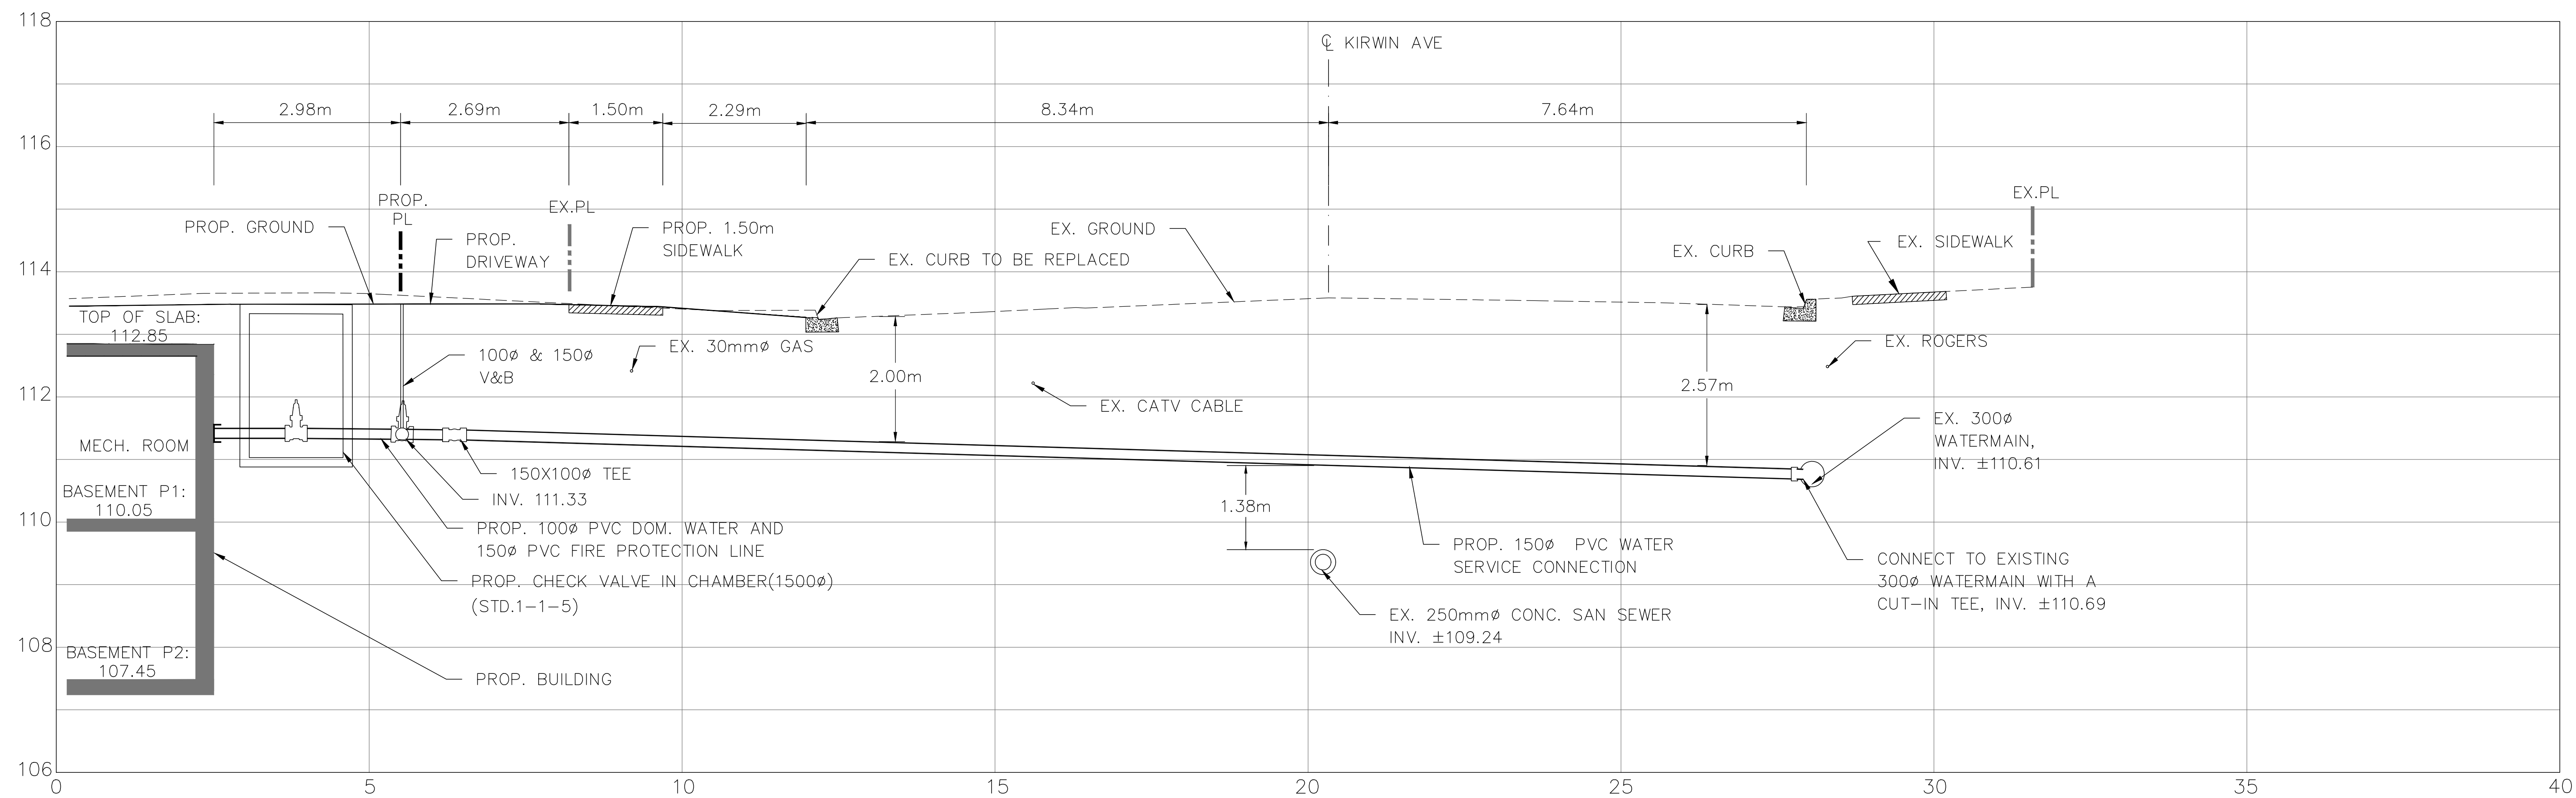 118
℄ KIRWIN AVE
2.98m
2.69m
1.50m
2.29m
8.34m
7.64m
116
PROP.
PL
EX.PL
EX.PL
PROP. GROUND
PROP.
DRIVEWAY
PROP. 1.50m
SIDEWALK
EX. CURB TO BE REPLACED
EX. GROUND
EX. CURB
EX. SIDEWALK
114
TOP OF SLAB:
112.85
100ø & 150ø
V&B
EX. 30mmø GAS
2.00m
EX. CATV CABLE
2.57m
EX. ROGERS
112
MECH. ROOM
EX. 300ø
WATERMAIN,
INV. ±110.61
150X100ø TEE
INV. 111.33
BASEMENT P1:
110.05
110
PROP. 100ø PVC DOM. WATER AND
150ø PVC FIRE PROTECTION LINE
1.38m
PROP. 150ø PVC WATER
SERVICE CONNECTION
CONNECT TO EXISTING
300ø WATERMAIN WITH A
CUT-IN TEE, INV. ±110.69
PROP. CHECK VALVE IN CHAMBER(1500ø)
(STD.1-1-5)
EX. 250mmø CONC. SAN SEWER
INV. ±109.24
108
BASEMENT P2:
107.45
PROP. BUILDING
106
0
5
10
15
20
25
30
35
40